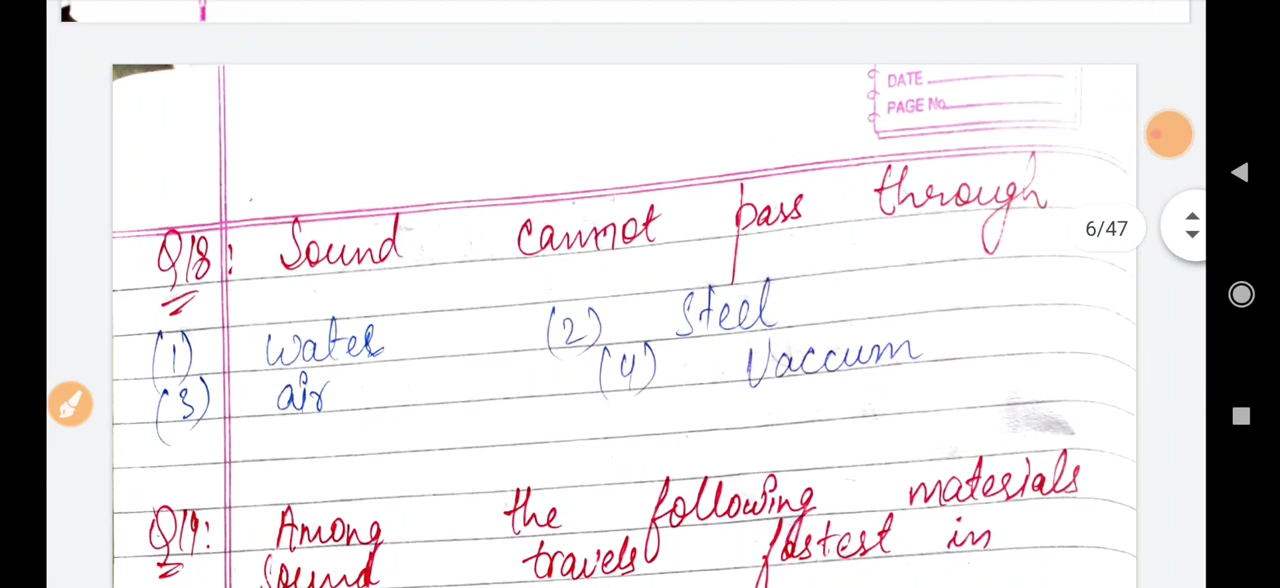 DATE
PAGE No.
Q18: Sound cannot pass through
6/47
(1) Water (2) Steel
(3) air (4) Vaccum
Q19: Among the following materials
Sound travels fastest in